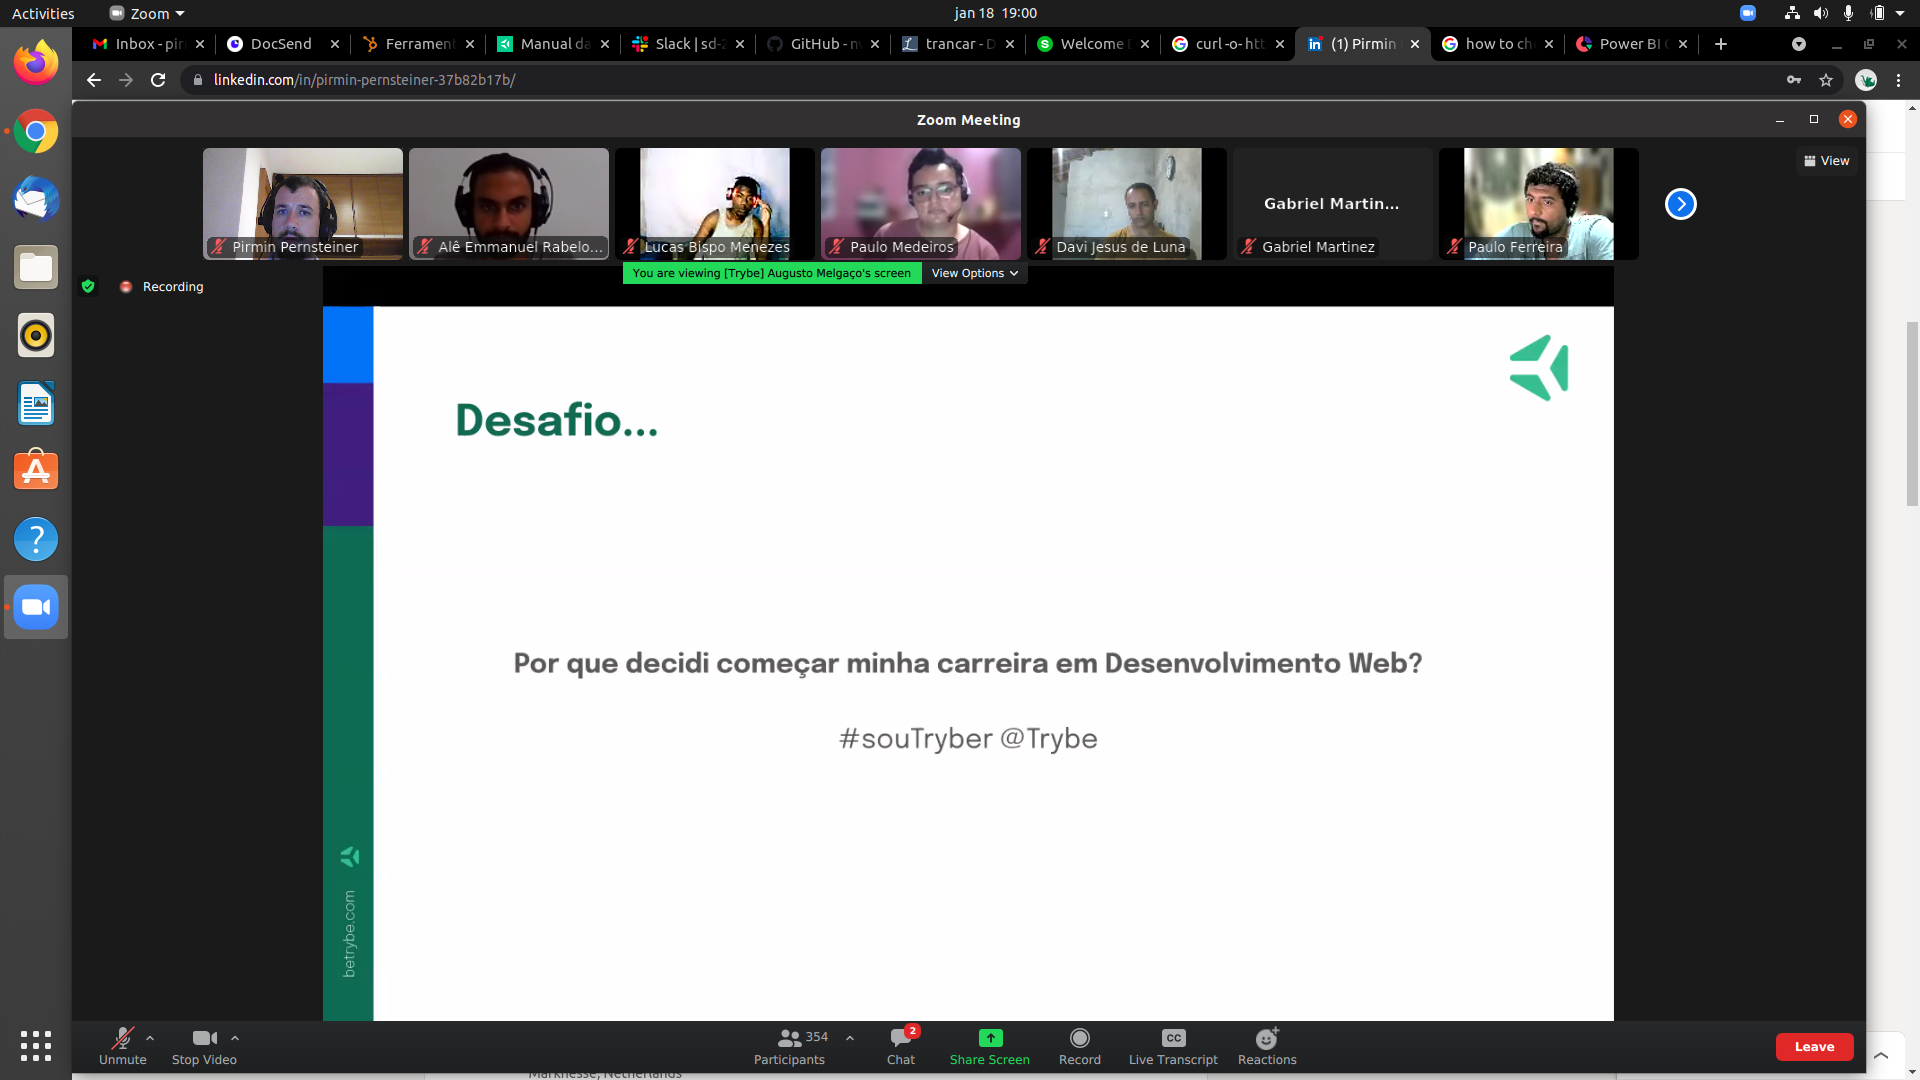 Activities
Zoom
jan 18 19:00
Inbox - pir
DocSend
Ferrament
Manual da
Slack | sd-2
GitHub - n
trancar - D
Welcome
curl -o- htt
(1) Pirmin
how to ch
Power BI
linkedin.com/in/pirmin-pernsteiner-37b82b17b/
Zoom Meeting
View
Gabriel Martin...
Pirmin Pernsteiner
Alê Emmanuel Rabelo...
Lucas Bispo Menezes
Paulo Medeiros
Davi Jesus de Luna
Gabriel Martinez
Paulo Ferreira
You are viewing [Trybe] Augusto Melgaço's screen
View Options
Recording
Desafio...
Por que decidi começar minha carreira em Desenvolvimento Web?
#souTryber @Trybe
betrybe.com
Unmute
Stop Video
354
Participants
2
Chat
Share Screen
Record
CC
Live Transcript
Reactions
Leave
Marknesse, Netherlands